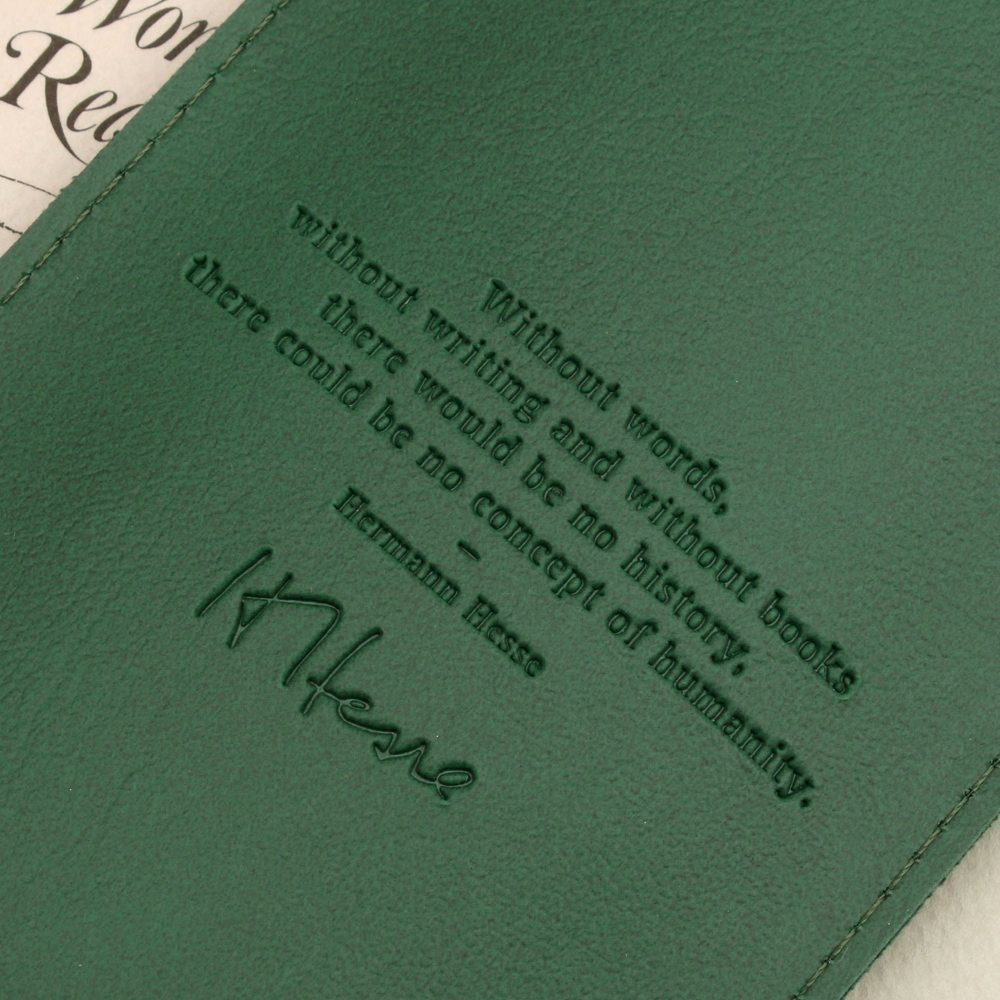 Without words,
without writing and without books
there would be no history,
there could be no concept of humanity.
–
Hermann Hesse
H Hesse